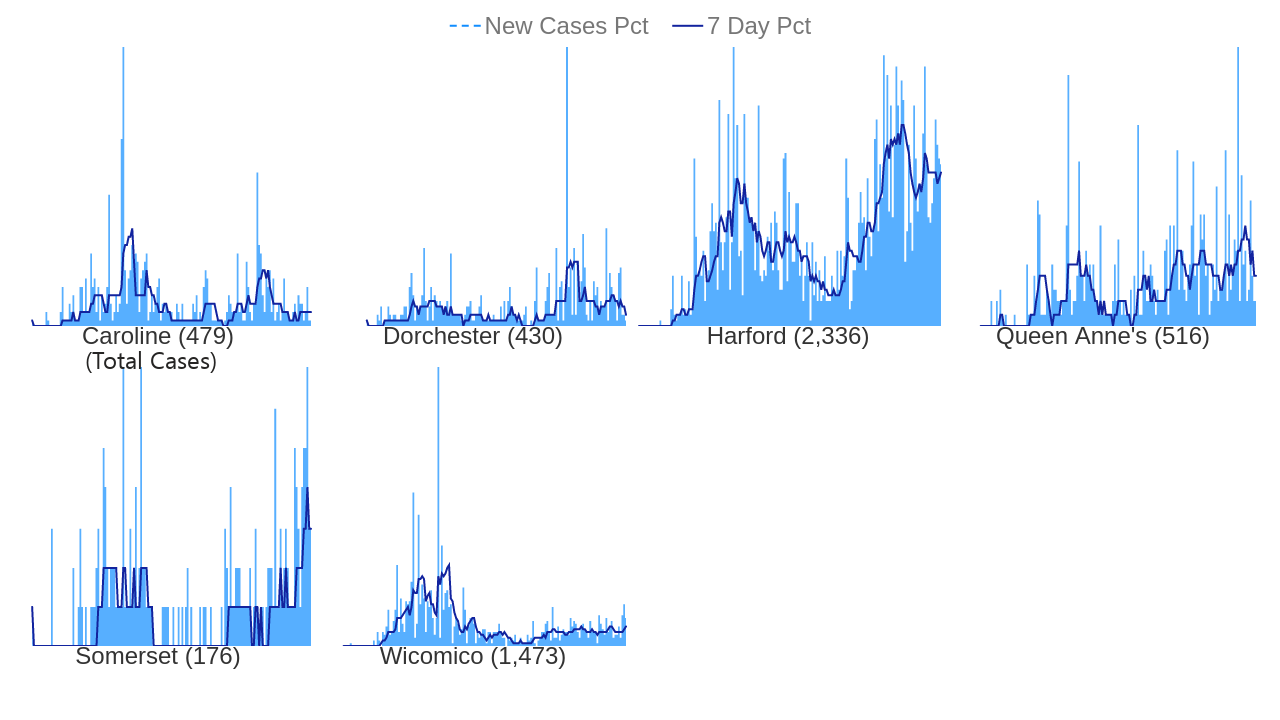 New Cases Pct 7 Day Pct
Caroline (479)
(Total Cases)
Dorchester (430)
Harford (2,336)
Queen Anne's (516)
Somerset (176)
Wicomico (1,473)